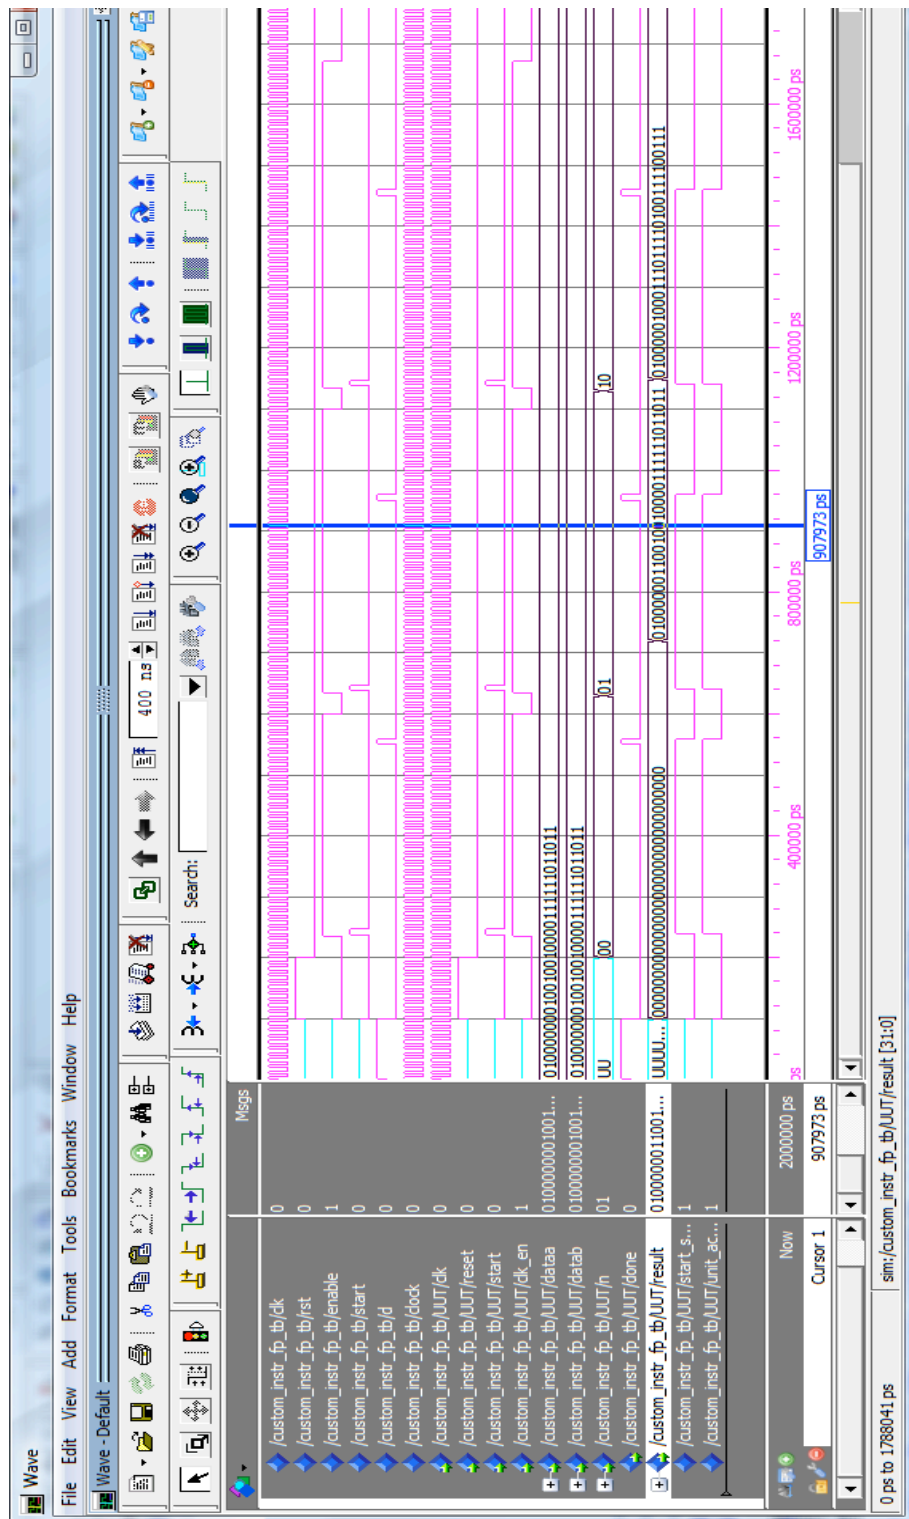 Wave
File Edit View Add Format Tools Bookmarks Window Help
Wave - Default
400 ns
Search:
Msgs
/custom_instr_fp_tb/clk 0
/custom_instr_fp_tb/rst 0
/custom_instr_fp_tb/enable 1
/custom_instr_fp_tb/start 0
/custom_instr_fp_tb/d 0
/custom_instr_fp_tb/clock 0
/custom_instr_fp_tb/UUT/clk 0
/custom_instr_fp_tb/UUT/reset 0
/custom_instr_fp_tb/UUT/start 0
/custom_instr_fp_tb/UUT/clk_en 1
/custom_instr_fp_tb/UUT/dataa 0100000001001... 01000000010010010000111111011011
/custom_instr_fp_tb/UUT/datab 0100000001001... 01000000010010010000111111011011
/custom_instr_fp_tb/UUT/n 01 UU 00 01 10
/custom_instr_fp_tb/UUT/done 0
/custom_instr_fp_tb/UUT/result 0100000011001... UUUU... 00000000000000000000000000000000 01000000110010010000111111011011 01000001000111011110100111100111
/custom_instr_fp_tb/UUT/start_s... 1
/custom_instr_fp_tb/UUT/unit_ac... 1
Now 2000000 ps ps 400000 ps 800000 ps 1200000 ps 1600000 ps
Cursor 1 907973 ps 907973 ps
0 ps to 1788041 ps sim:/custom_instr_fp_tb/UUT/result [31:0]